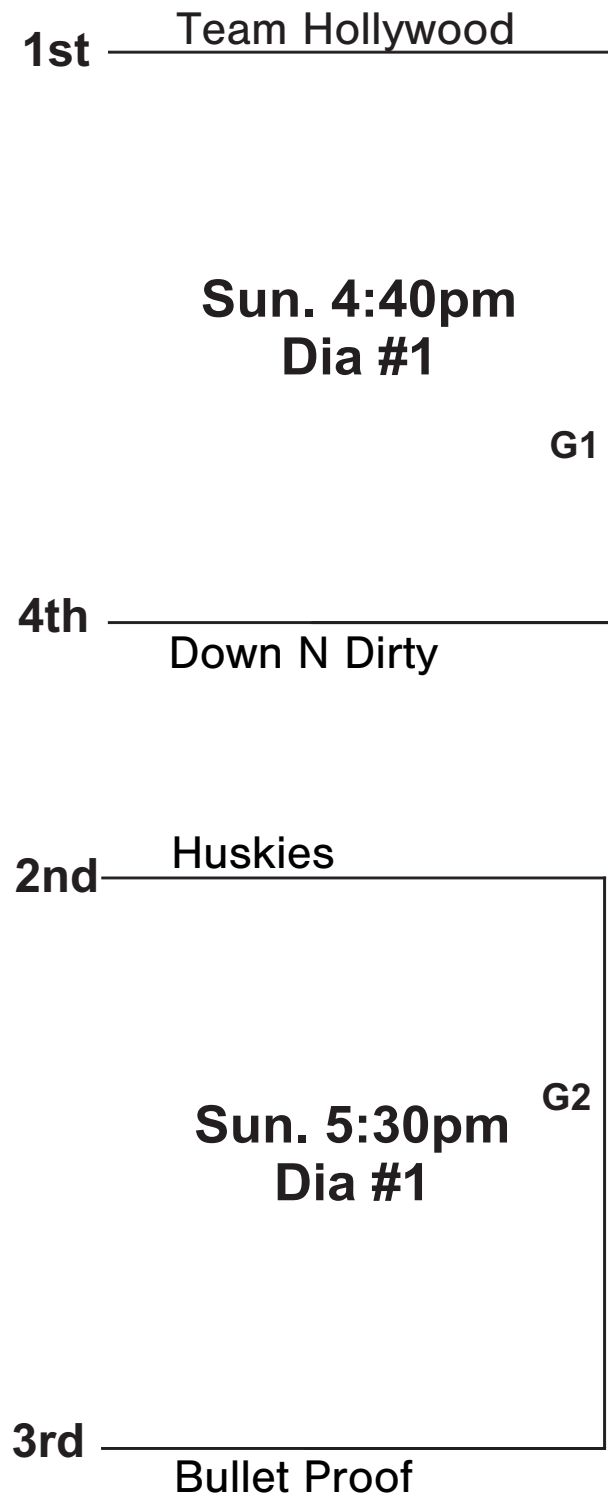 Team Hollywood
1st
Sun. 4:40pm
Dia #1
G1
4th
Down N Dirty
Huskies
2nd
G2
Sun. 5:30pm
Dia #1
3rd
Bullet Proof